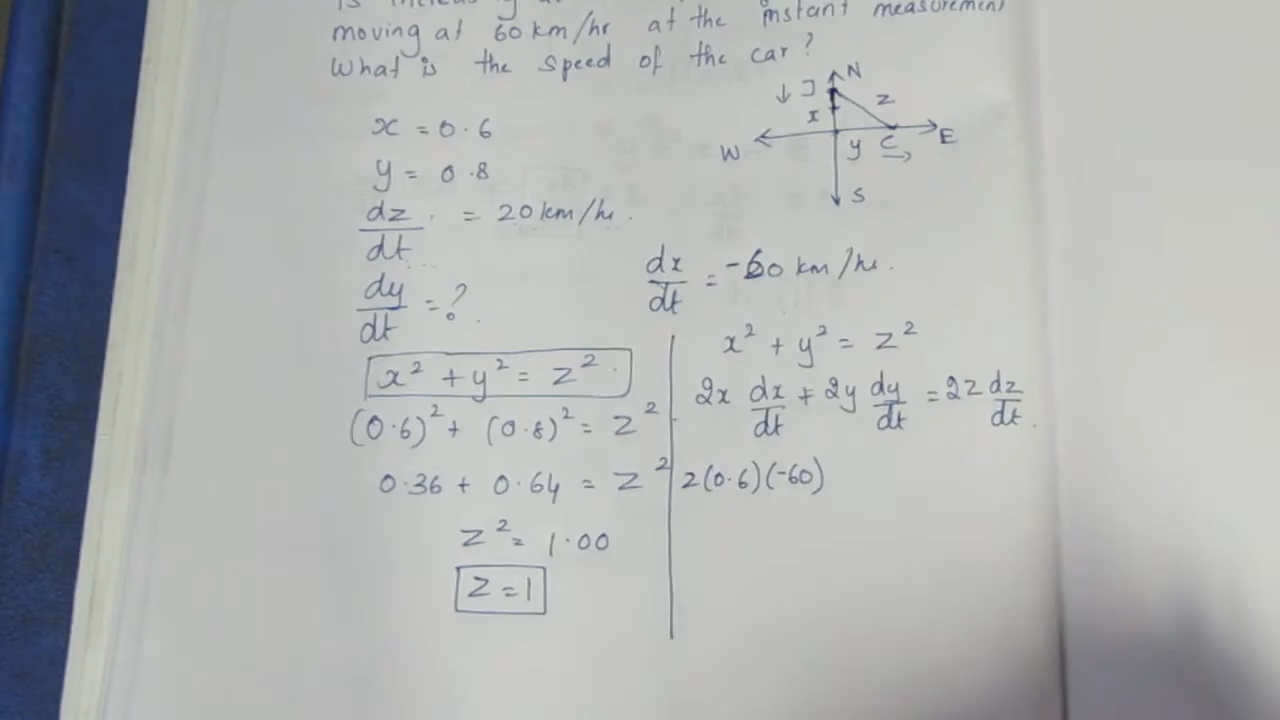 moving at 60 km/hr at the instant measurement
What is the speed of the car?
↓ J N
x z
W y C E
→
S
x = 0.6
y = 0.8
dz/dt = 20 km/hr.
dx/dt = -60 km/hr.
dy/dt = ?
x² + y² = z².
(0.6)² + (0.8)² = z²
0.36 + 0.64 = z²
z² = 1.00
z = 1
x² + y² = z²
2x dx/dt + 2y dy/dt = 2z dz/dt.
2(0.6)(-60)